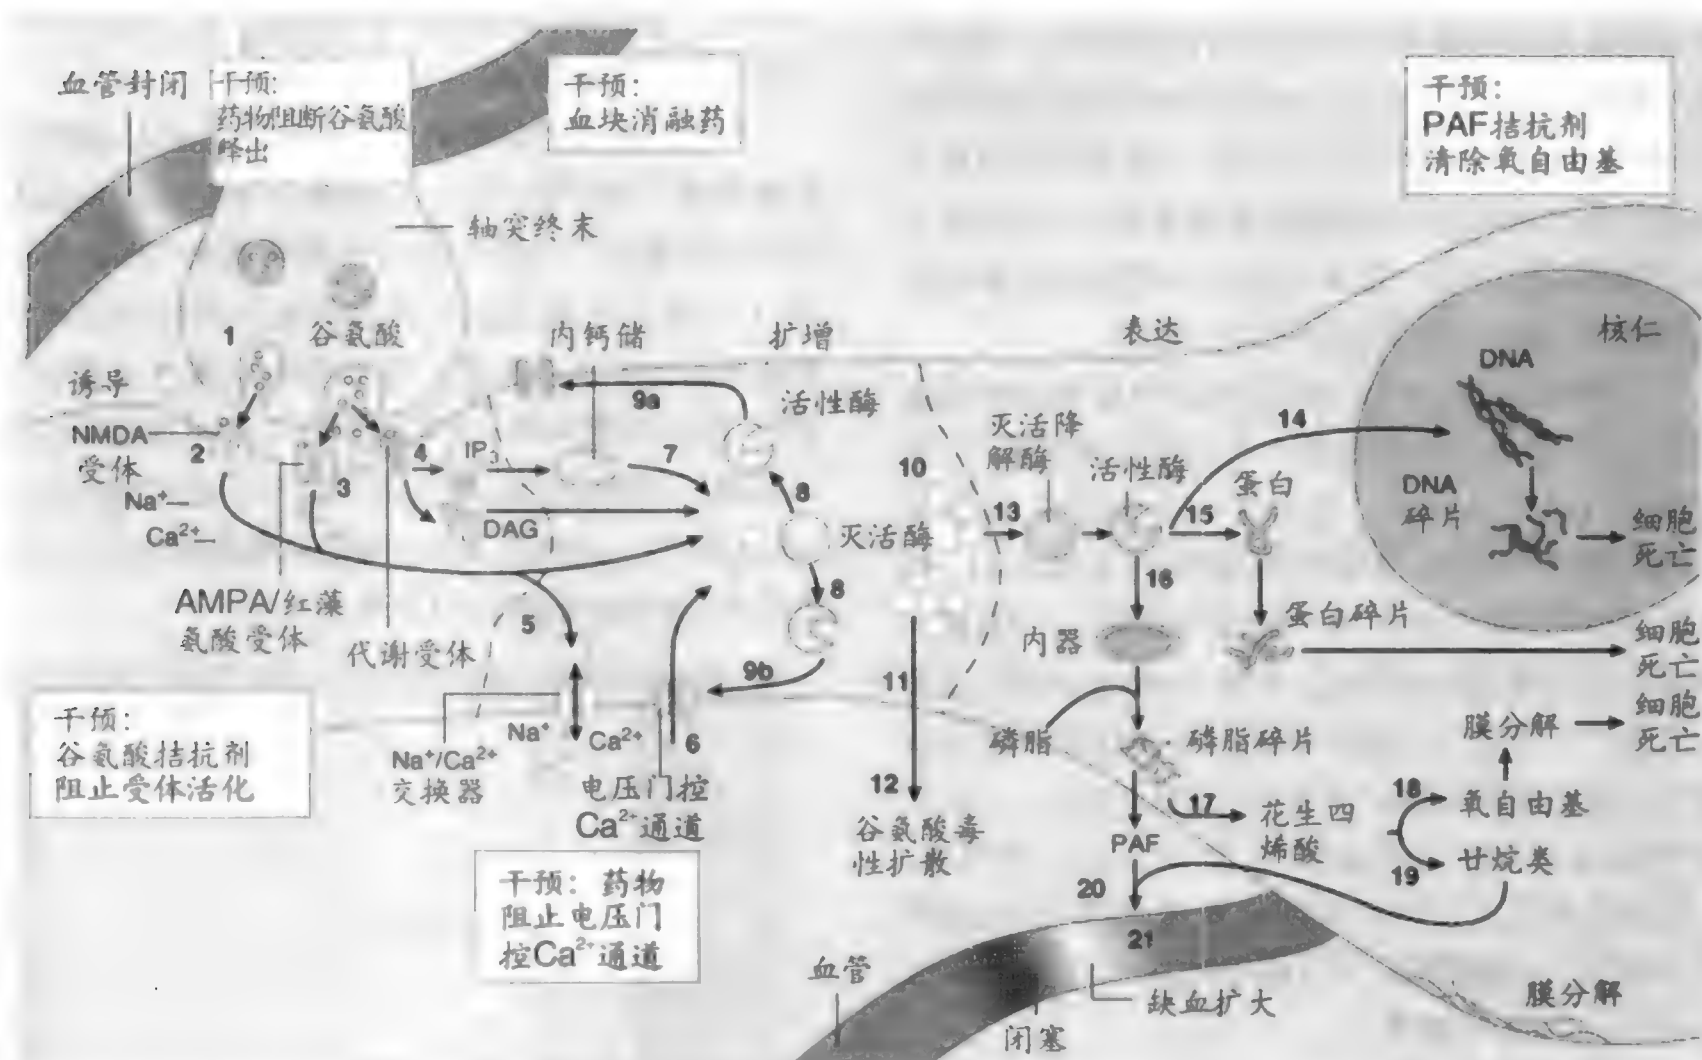 血管封闭
干预:
药物阻断谷氨酸
释出
干预:
血块消融药
干预:
PAF拮抗剂
清除氧自由基
轴突终末
1
谷氨酸
内钙储
扩增
表达
核仁
诱导
9a
活性酶
DNA
NMDA
受体
2
3
4
IP₃
7
8
10
灭活降
解酶
活性酶
14
蛋白
DNA
碎片
Na⁺
Ca²⁺
DAG
灭活酶
13
15
细胞
死亡
AMPA/红藻
氨酸受体
代谢受体
5
8
16
内器
蛋白碎片
细胞
死亡
9b
11
干预:
谷氨酸拮抗剂
阻止受体活化
Na⁺
Ca²⁺
6
Na⁺/Ca²⁺
交换器
电压门控
Ca²⁺通道
磷脂
磷脂碎片
膜分解
细胞
死亡
12
谷氨酸毒
性扩散
17
花生四
烯酸
18
氧自由基
PAF
19
廿烷类
20
干预: 药物
阻止电压门
控Ca²⁺通道
21
血管
闭塞
缺血扩大
膜分解